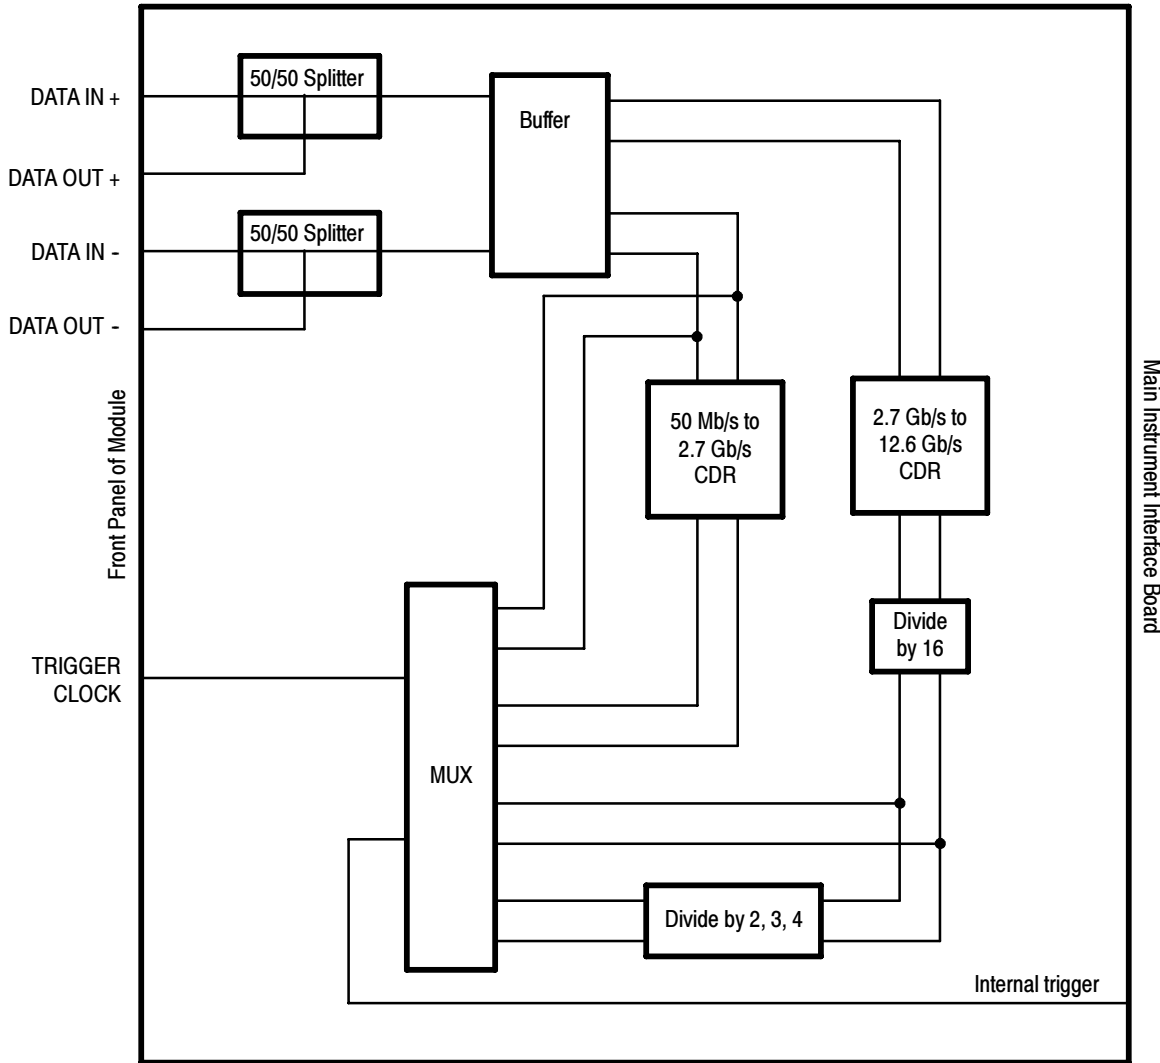 50/50 Splitter
DATA IN +
Buffer
DATA OUT +
50/50 Splitter
DATA IN -
DATA OUT -
Front Panel of Module
Main Instrument Interface Board
50 Mb/s to
2.7 Gb/s
CDR
2.7 Gb/s to
12.6 Gb/s
CDR
Divide
by 16
TRIGGER
CLOCK
MUX
Divide by 2, 3, 4
Internal trigger